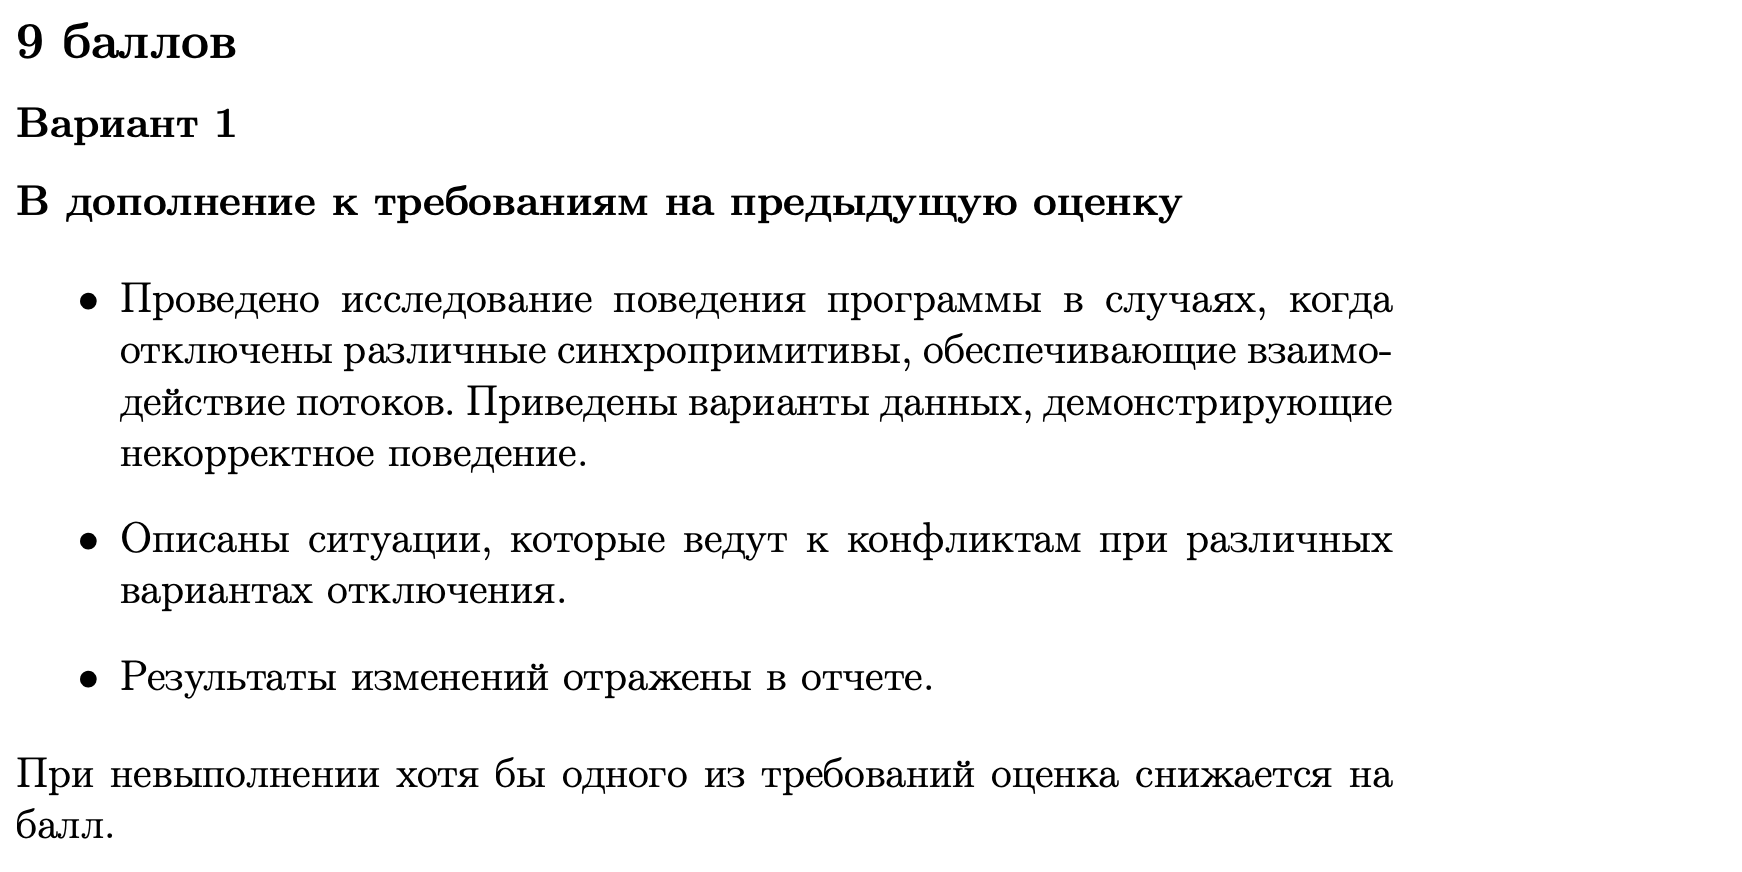 9 баллов
Вариант 1
В дополнение к требованиям на предыдущую оценку
• Проведено исследование поведения программы в случаях, когда
отключены различные синхропримитивы, обеспечивающие взаимо-
действие потоков. Приведены варианты данных, демонстрирующие
некорректное поведение.
• Описаны ситуации, которые ведут к конфликтам при различных
вариантах отключения.
• Результаты изменений отражены в отчете.
При невыполнении хотя бы одного из требований оценка снижается на
балл.